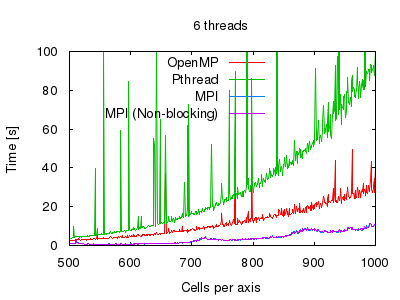 6 threads
OpenMP
Pthread
MPI
MPI (Non-blocking)
100
80
60
40
20
0
Time [s]
500 600 700 800 900 1000
Cells per axis